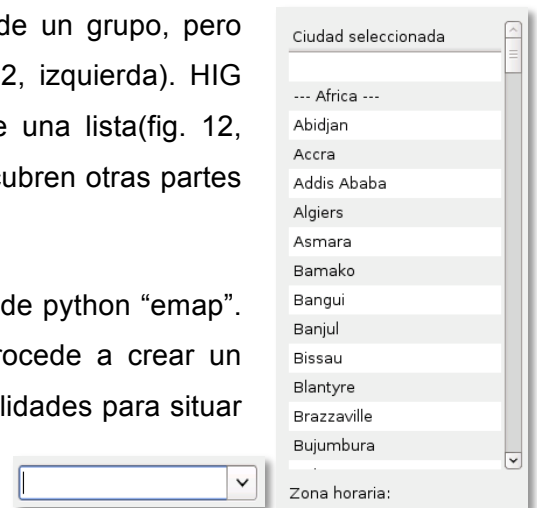 de un grupo, pero
2, izquierda). HIG
e una lista(fig. 12,
cubren otras partes
de python “emap”.
rocede a crear un
lidades para situar
Ciudad seleccionada
--- Africa ---
Abidjan
Accra
Addis Ababa
Algiers
Asmara
Bamako
Bangui
Banjul
Bissau
Blantyre
Brazzaville
Bujumbura
Zona horaria: